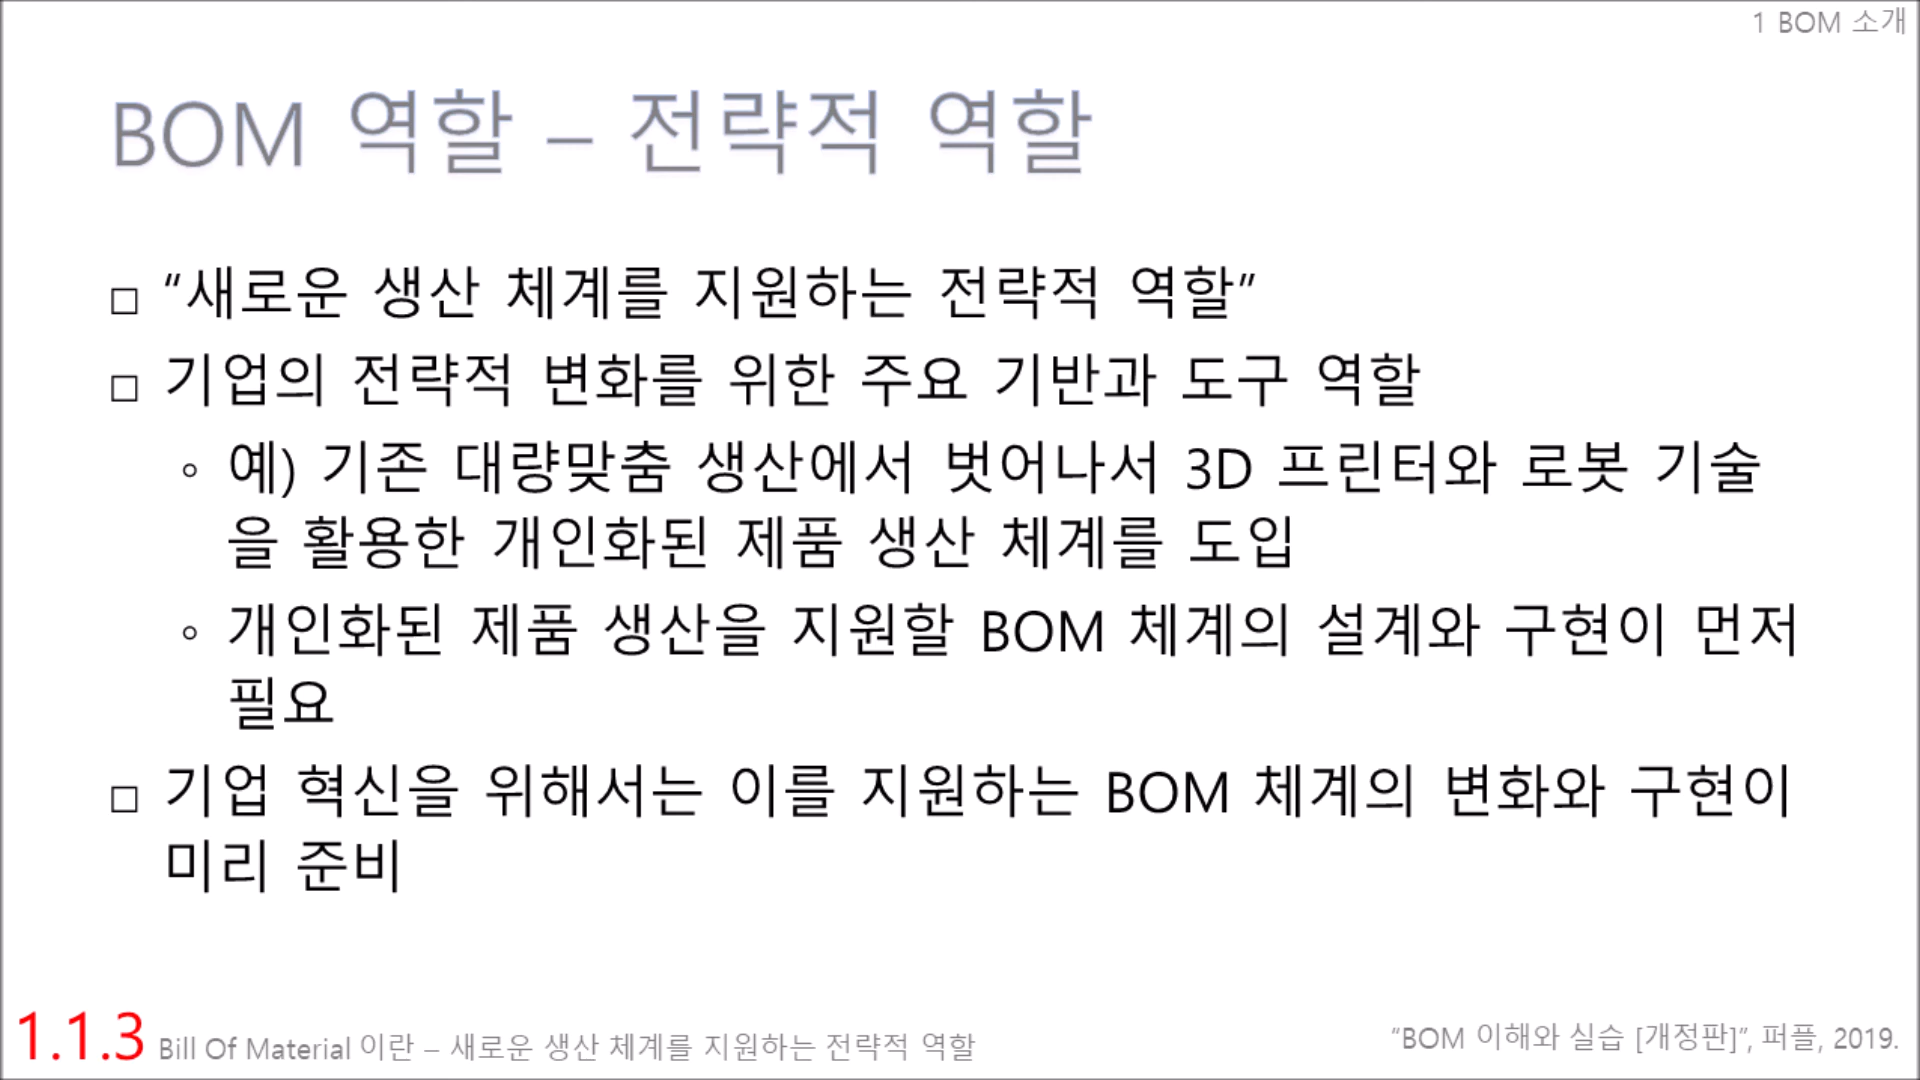 1 BOM 소개
BOM 역할 – 전략적 역할
□ “새로운 생산 체계를 지원하는 전략적 역할”
□ 기업의 전략적 변화를 위한 주요 기반과 도구 역할
◦ 예) 기존 대량맞춤 생산에서 벗어나서 3D 프린터와 로봇 기술
을 활용한 개인화된 제품 생산 체계를 도입
◦ 개인화된 제품 생산을 지원할 BOM 체계의 설계와 구현이 먼저
필요
□ 기업 혁신을 위해서는 이를 지원하는 BOM 체계의 변화와 구현이
미리 준비
1.1.3 Bill Of Material 이란 – 새로운 생산 체계를 지원하는 전략적 역할
“BOM 이해와 실습 [개정판]”, 퍼플, 2019.